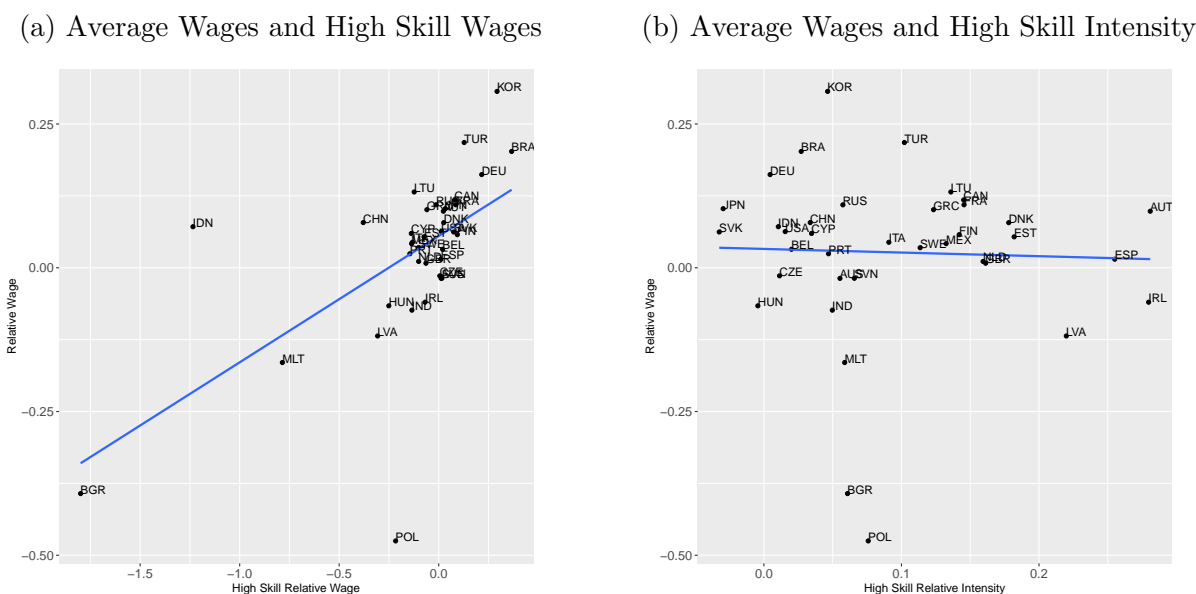 (a) Average Wages and High Skill Wages
KOR
TUR
BRA
DEU
LTU
CAN
IDN
CHN
DNK
BEL
ESP
HUN
IRL
IND
LVA
MLT
BGR
POL
0.25
0.00
−0.25
−0.50
−1.5
−1.0
−0.5
0.0
Relative Wage
High Skill Relative Wage
(b) Average Wages and High Skill Intensity
KOR
TUR
BRA
DEU
LTU
CAN
FRA
JPN
RUS
GRC
AUT
IDN
CHN
DNK
SVK
USA
CYP
FIN
EST
ITA
MEX
SWE
BEL
PRT
NLD
GBR
ESP
CZE
AUS
SVN
HUN
IND
IRL
LVA
MLT
BGR
POL
0.25
0.00
−0.25
−0.50
0.0
0.1
0.2
Relative Wage
High Skill Relative Intensity